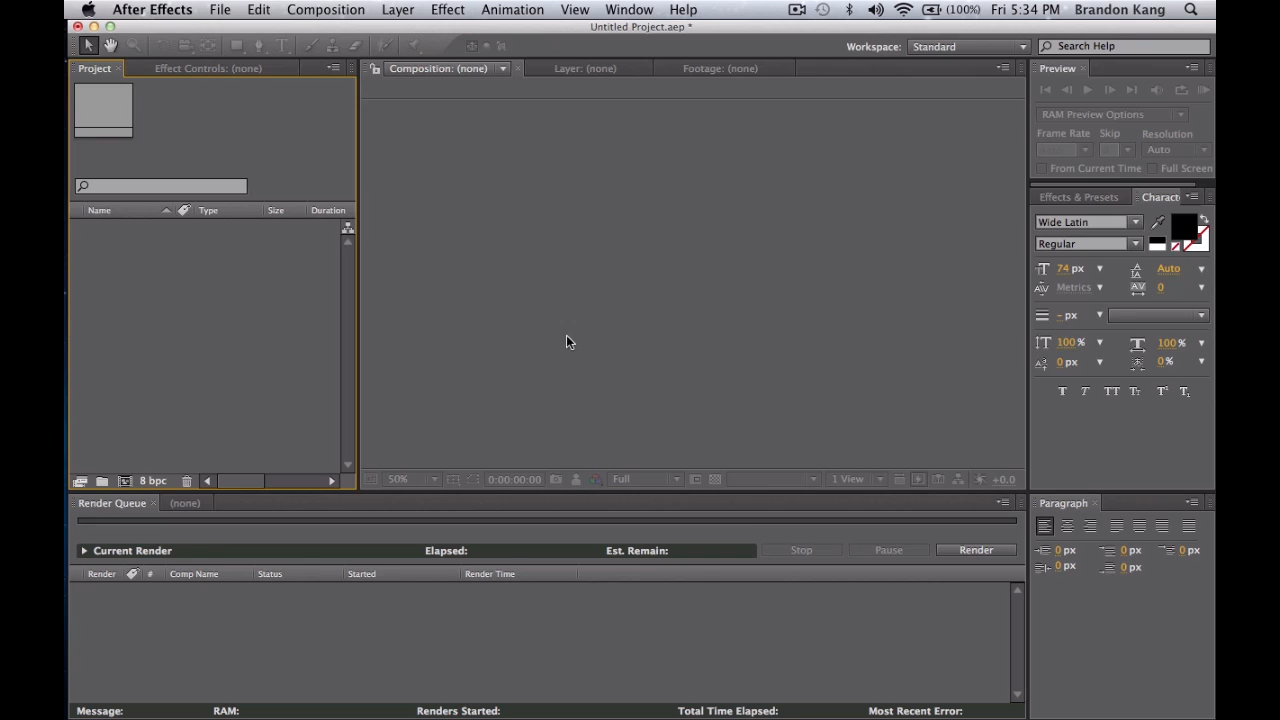 After Effects File Edit Composition Layer Effect Animation View Window Help (100%) Fri 5:34 PM Brandon Kang
Untitled Project.aep *
Workspace: Standard Search Help
Project Effect Controls: (none) Composition: (none) Layer: (none) Footage: (none) Preview
RAM Preview Options
Frame Rate Skip Resolution
Auto
From Current Time Full Screen
Effects & Presets Charact
Name Type Size Duration
Wide Latin
Regular
74 px Auto
Metrics 0
- px
100 % 100 %
0 px 0 %
T T TT Tr T¹ T₁
8 bpc 50% 0:00:00:00 Full 1 View +0.0
Render Queue (none) Paragraph
Current Render Elapsed: Est. Remain: Stop Pause Render
0 px 0 px 0 px
0 px 0 px
Render # Comp Name Status Started Render Time
Message: RAM: Renders Started: Total Time Elapsed: Most Recent Error: